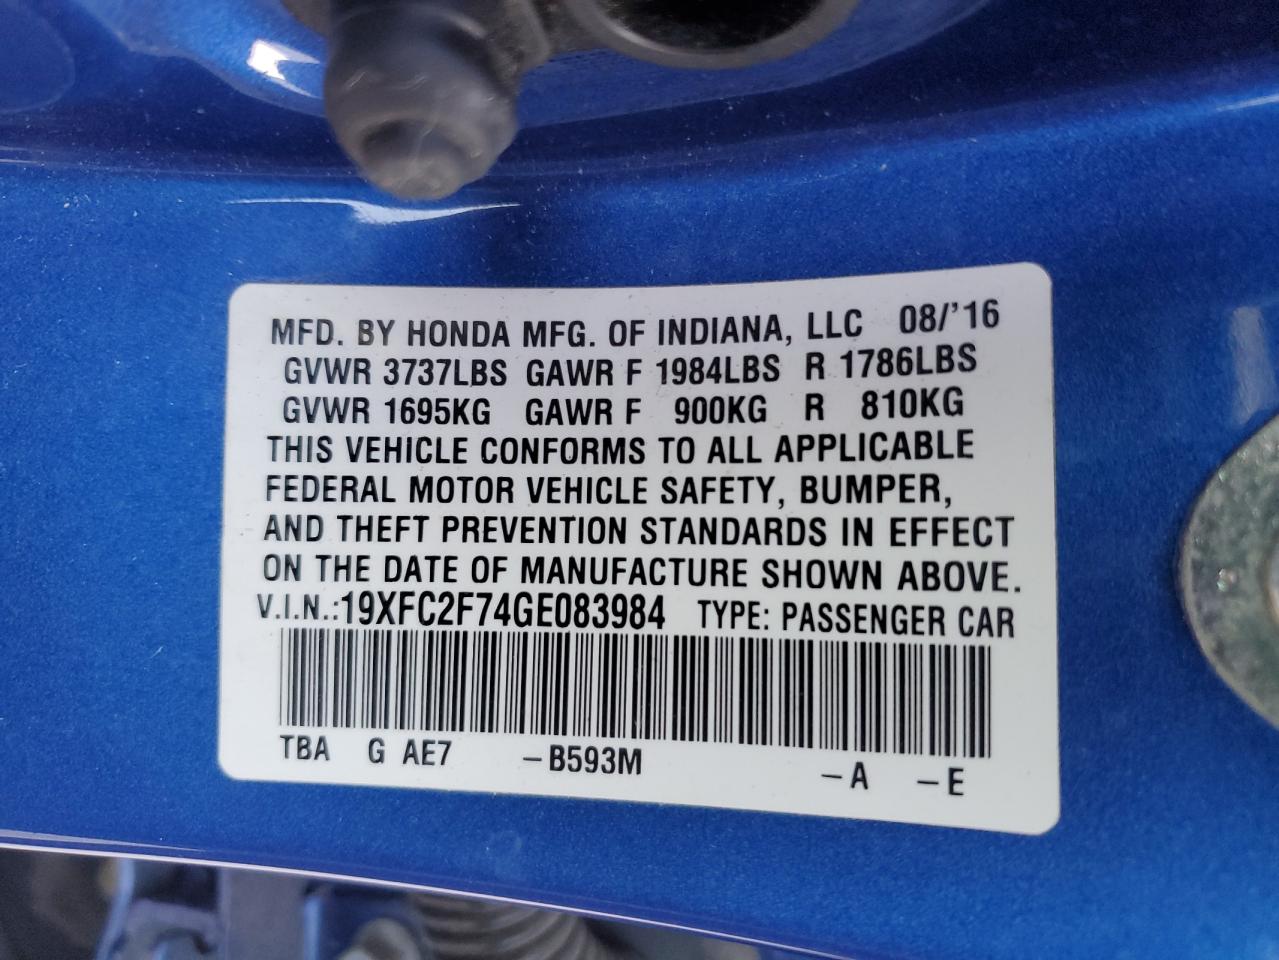 MFD. BY HONDA MFG. OF INDIANA, LLC 08/'16
GVWR 3737LBS GAWR F 1984LBS R 1786LBS
GVWR 1695KG GAWR F 900KG R 810KG
THIS VEHICLE CONFORMS TO ALL APPLICABLE
FEDERAL MOTOR VEHICLE SAFETY, BUMPER,
AND THEFT PREVENTION STANDARDS IN EFFECT
ON THE DATE OF MANUFACTURE SHOWN ABOVE.
V.I.N.:19XFC2F74GE083984 TYPE: PASSENGER CAR
TBA G AE7 -B593M -A -E